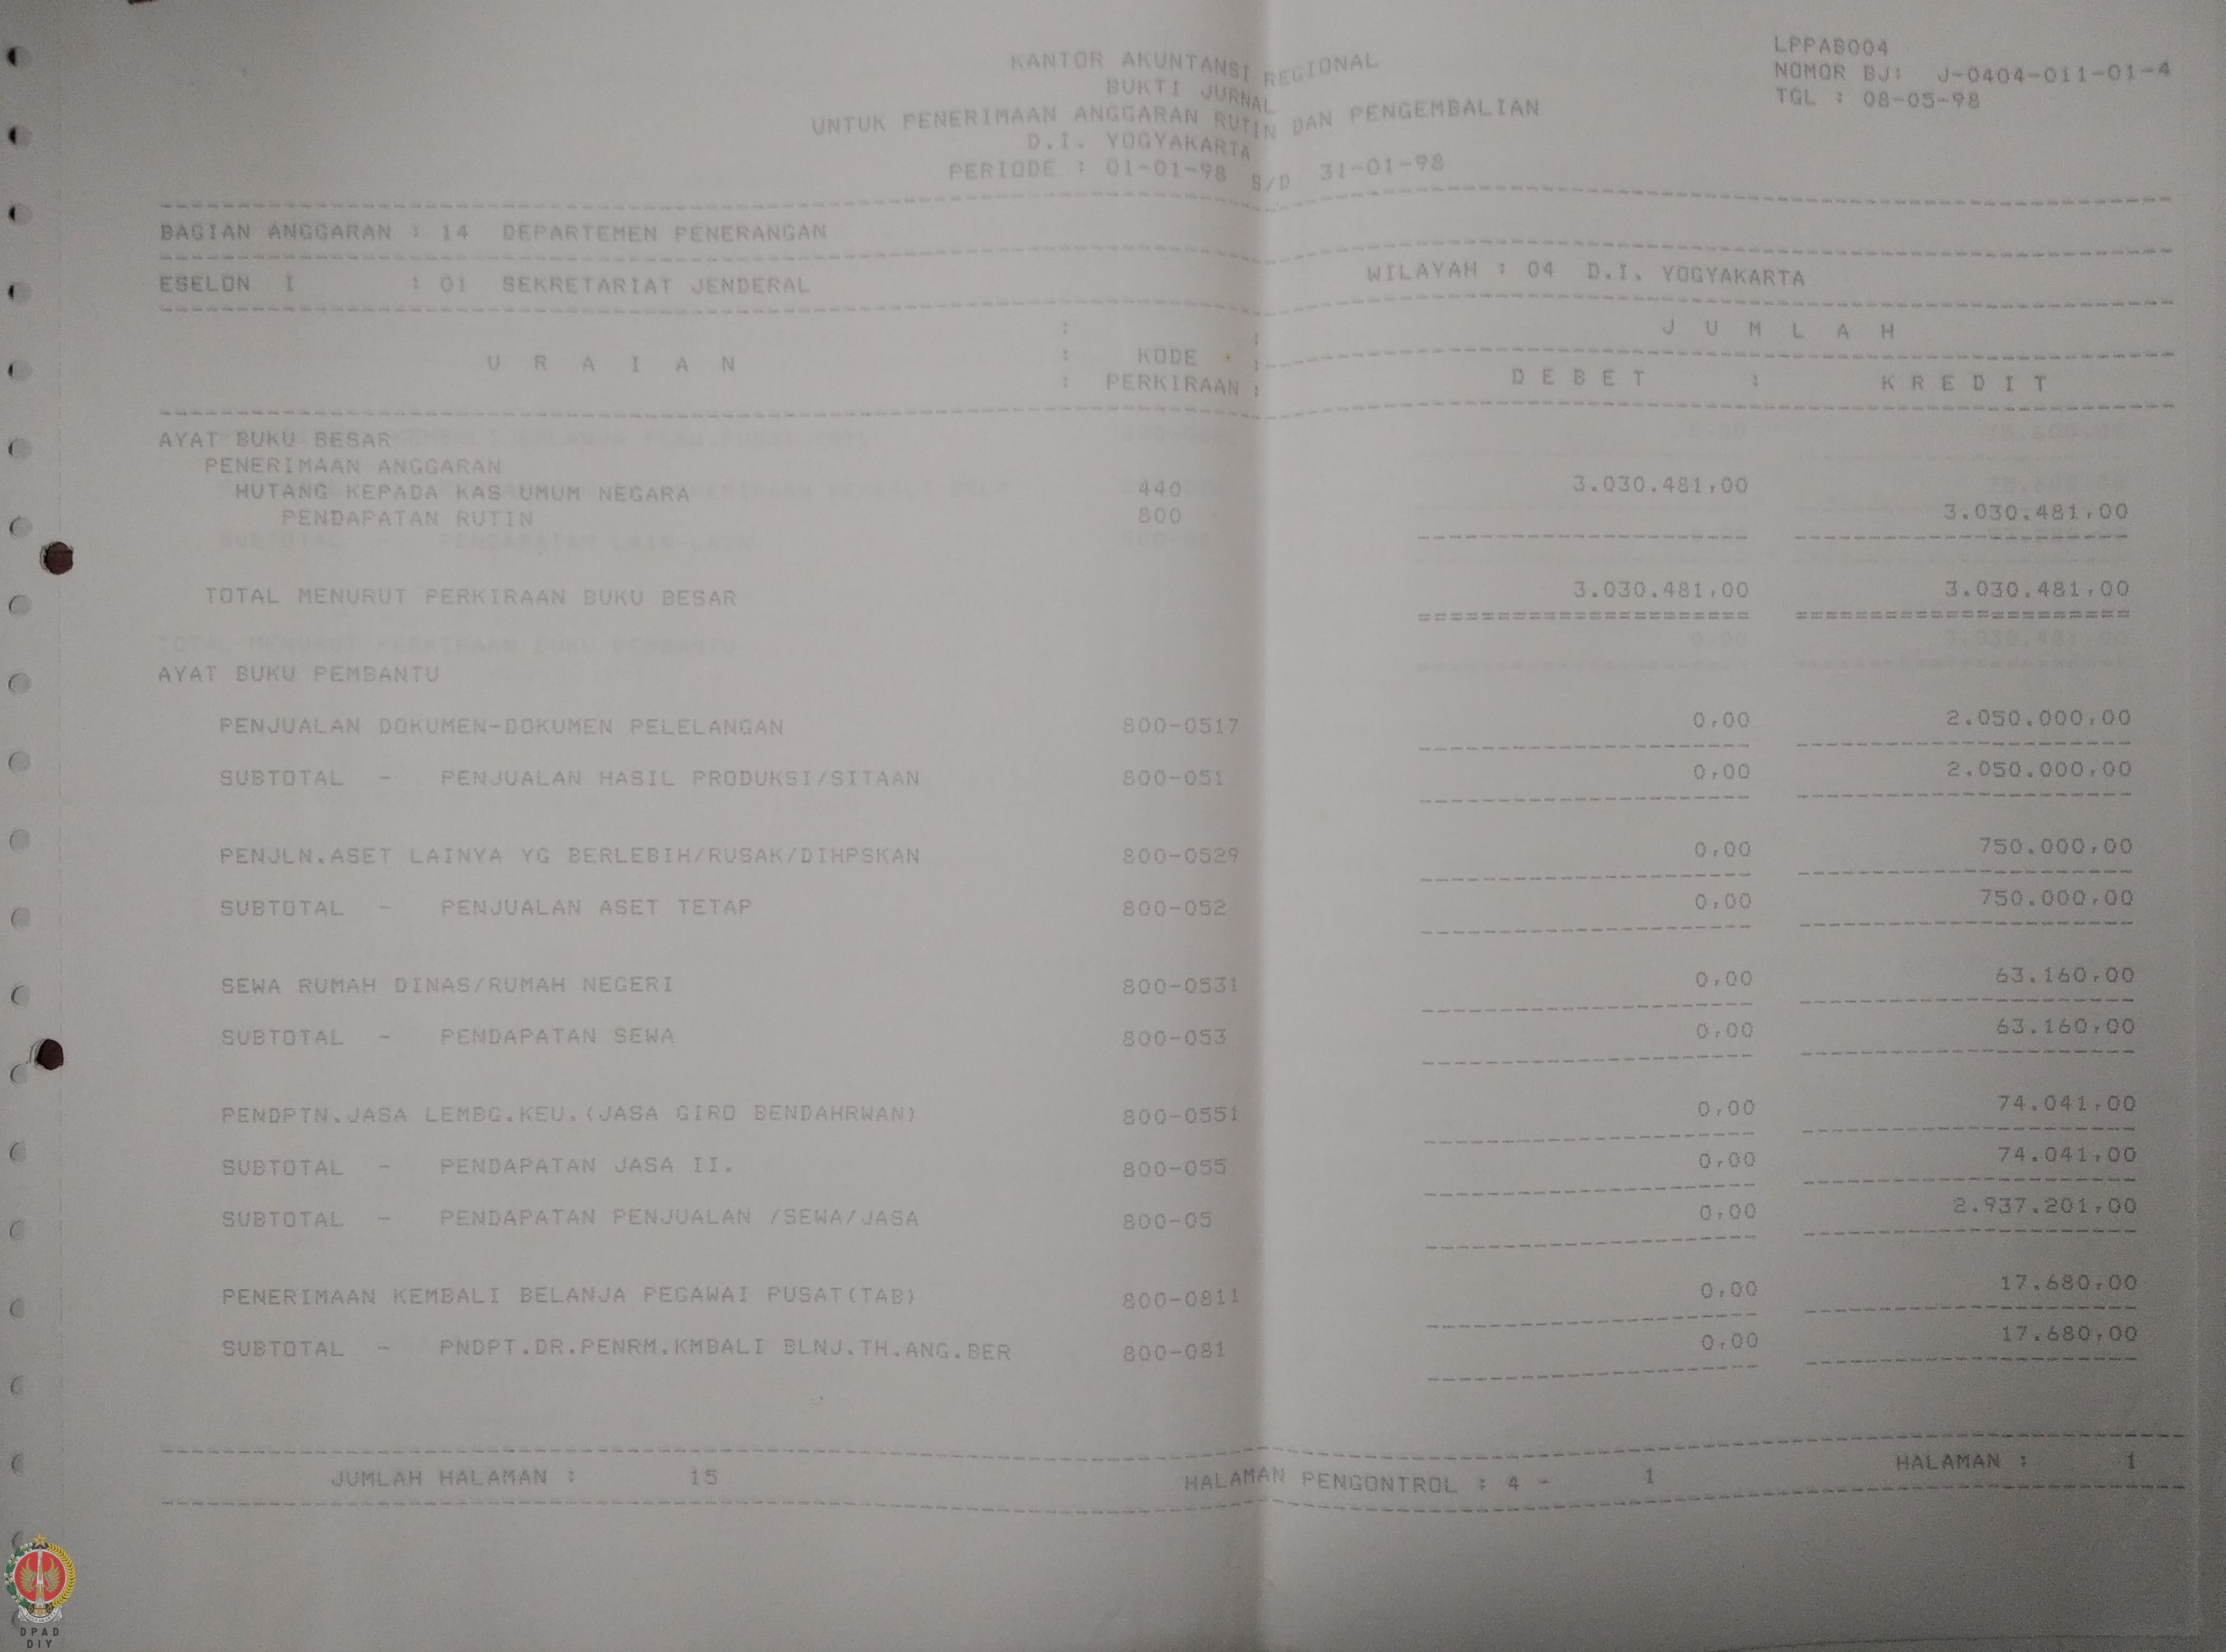 LPPAB004
KANTOR AKUNTANSI REGIONAL
NOMOR BJ: J-0404-011-01-4
BUKTI JURNAL
TGL : 08-05-98
UNTUK PENERIMAAN ANGGARAN RUTIN DAN PENGEMBALIAN
D.I. YOGYAKARTA
PERIODE : 01-01-98 S/D 31-01-98
BAGIAN ANGGARAN : 14 DEPARTEMEN PENERANGAN
ESELON I : 01 SEKRETARIAT JENDERAL WILAYAH : 04 D.I. YOGYAKARTA
J U M L A H
U R A I A N : KODE :
: PERKIRAAN : D E B E T : K R E D I T
AYAT BUKU BESAR
PENERIMAAN ANGGARAN
HUTANG KEPADA KAS UMUM NEGARA 440 3.030.481,00
PENDAPATAN RUTIN 800 3.030.481,00
TOTAL MENURUT PERKIRAAN BUKU BESAR 3.030.481,00 3.030.481,00
AYAT BUKU PEMBANTU
PENJUALAN DOKUMEN-DOKUMEN PELELANGAN 800-0517 0,00 2.050.000,00
SUBTOTAL - PENJUALAN HASIL PRODUKSI/SITAAN 800-051 0,00 2.050.000,00
PENJLN.ASET LAINYA YG BERLEBIH/RUSAK/DIHPSKAN 800-0529 0,00 750.000,00
SUBTOTAL - PENJUALAN ASET TETAP 800-052 0,00 750.000,00
SEWA RUMAH DINAS/RUMAH NEGERI 800-0531 0,00 63.160,00
SUBTOTAL - PENDAPATAN SEWA 800-053 0,00 63.160,00
PENDPTN.JASA LEMBG.KEU.(JASA GIRO BENDAHRWAN) 800-0551 0,00 74.041,00
SUBTOTAL - PENDAPATAN JASA II. 800-055 0,00 74.041,00
SUBTOTAL - PENDAPATAN PENJUALAN /SEWA/JASA 800-05 0,00 2.937.201,00
PENERIMAAN KEMBALI BELANJA PEGAWAI PUSAT(TAB) 800-0811 0,00 17.680,00
SUBTOTAL - PNDPT.DR.PENRM.KMBALI BLNJ.TH.ANG.BER 800-081 0,00 17.680,00
JUMLAH HALAMAN : 15 HALAMAN PENGONTROL : 4 - 1 HALAMAN : 1
DPAD
DIY